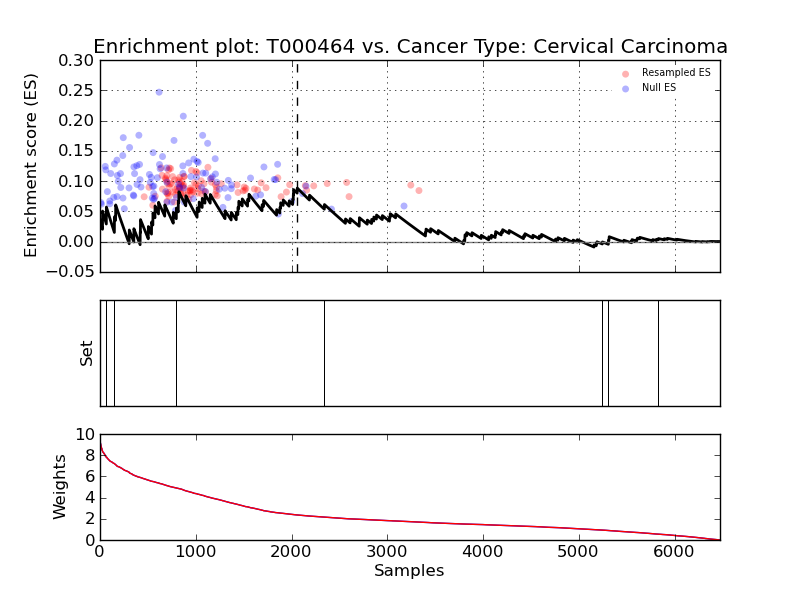 Enrichment plot: T000464 vs. Cancer Type: Cervical Carcinoma
Enrichment score (ES)
0.30
0.25
0.20
0.15
0.10
0.05
0.00
−0.05
Resampled ES
Null ES
Set
Weights
10
8
6
4
2
0
0 1000 2000 3000 4000 5000 6000
Samples